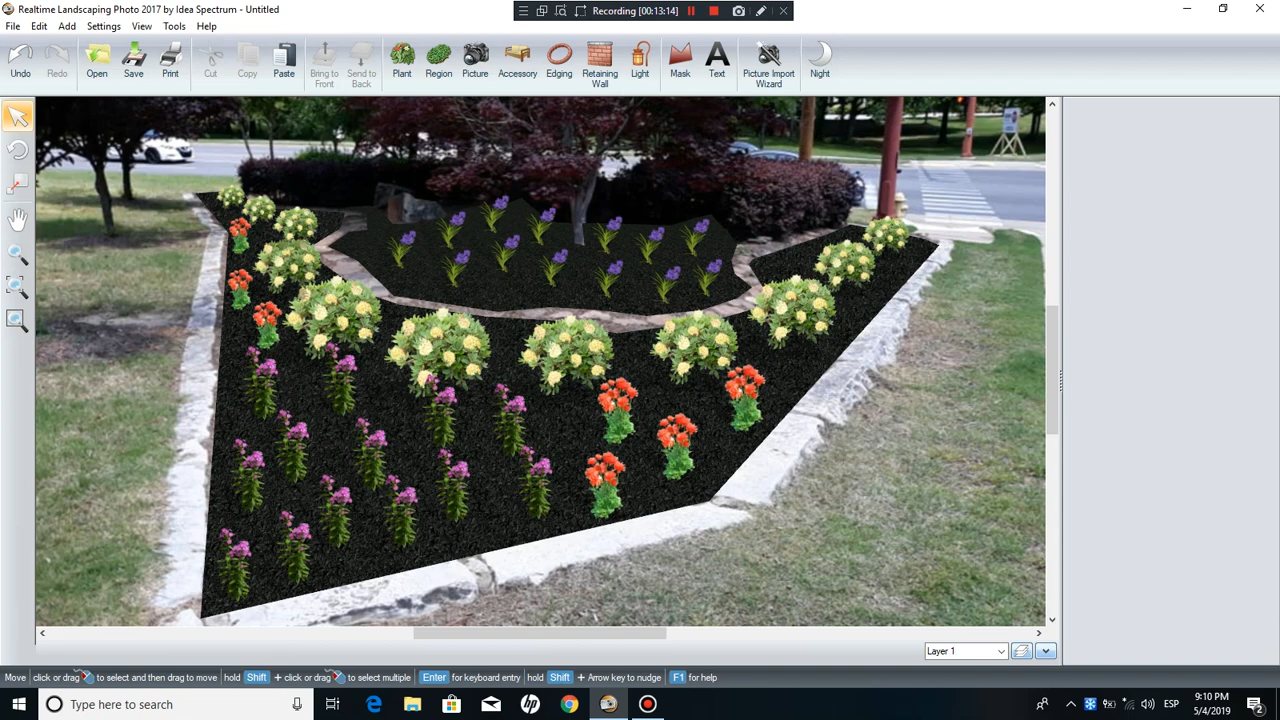 Realtime Landscaping Photo 2017 by Idea Spectrum - Untitled
Recording [00:13:14]
File Edit Add Settings View Tools Help
Undo Redo Open Save Print Cut Copy Paste Bring to Front Send to Back Plant Region Picture Accessory Edging Retaining Wall Light Mask Text Picture Import Wizard Night
Layer 1
Move click or drag to select and then drag to move hold Shift + click or drag to select multiple Enter for keyboard entry hold Shift + Arrow key to nudge F1 for help
Type here to search
ESP
9:10 PM
5/4/2019
2